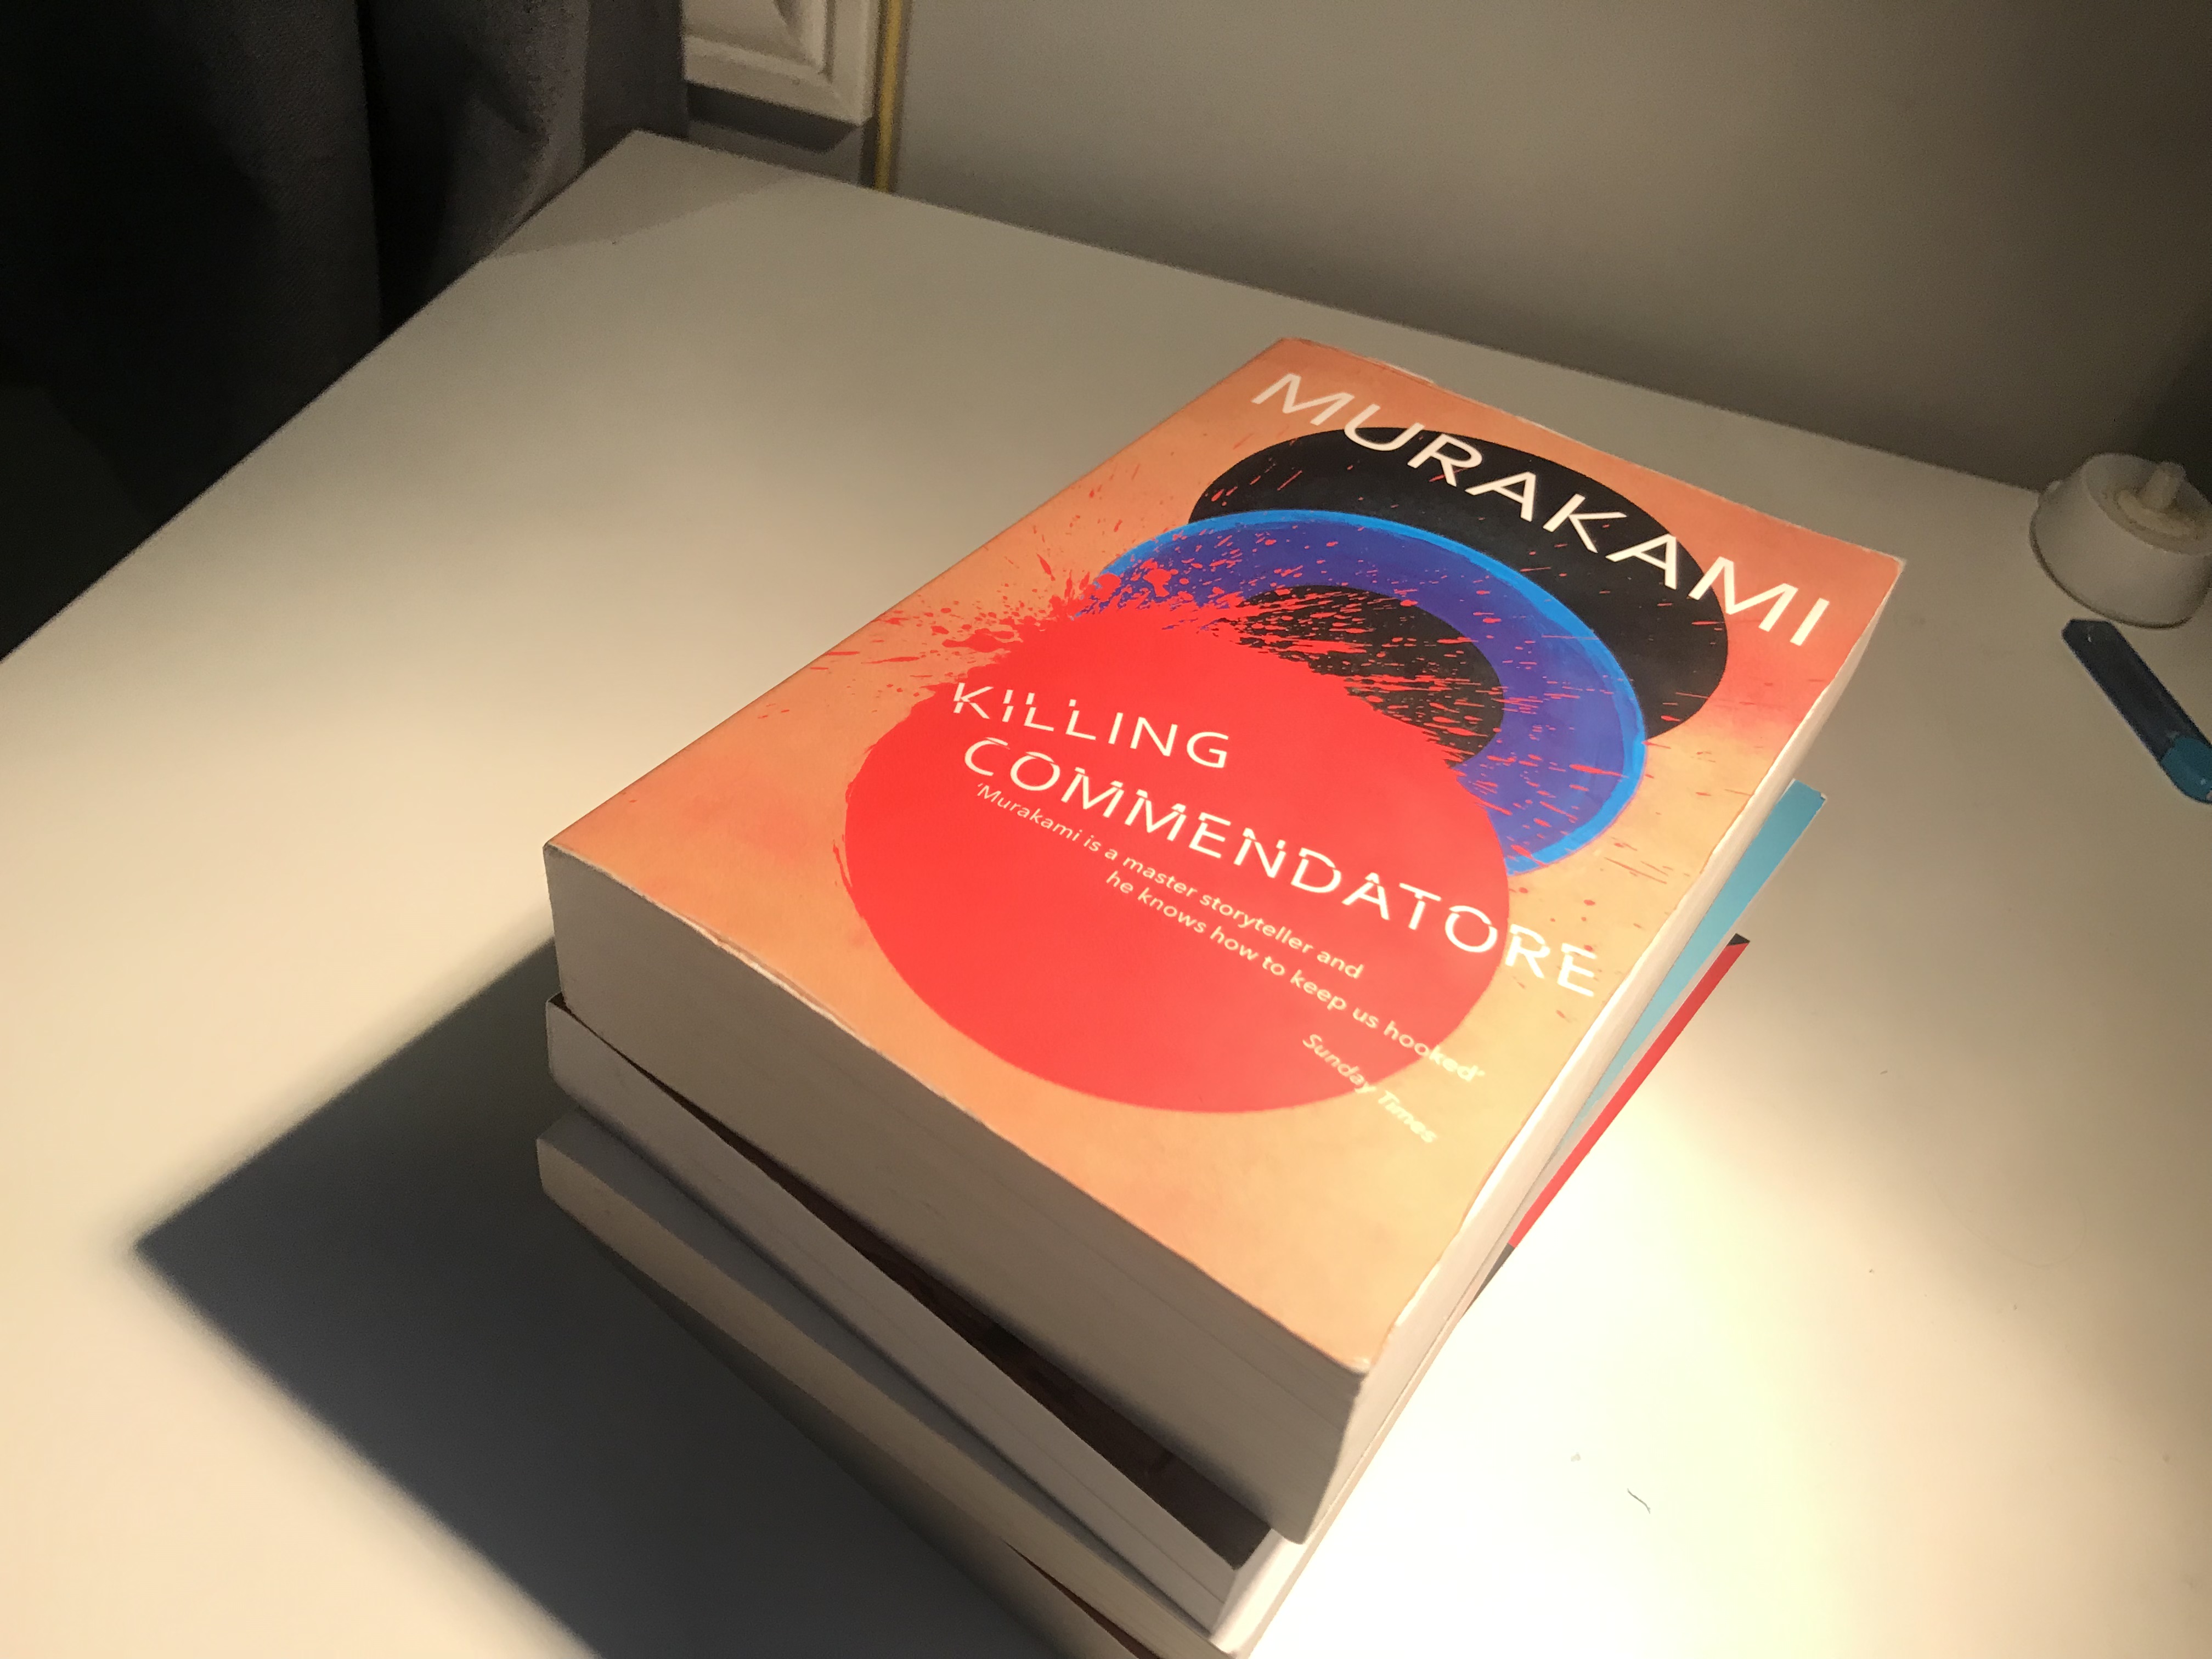 MURAKAMI
KILLING
COMMENDATORE
'Murakami is a master storyteller and
he knows how to keep us hooked'
Sunday Times